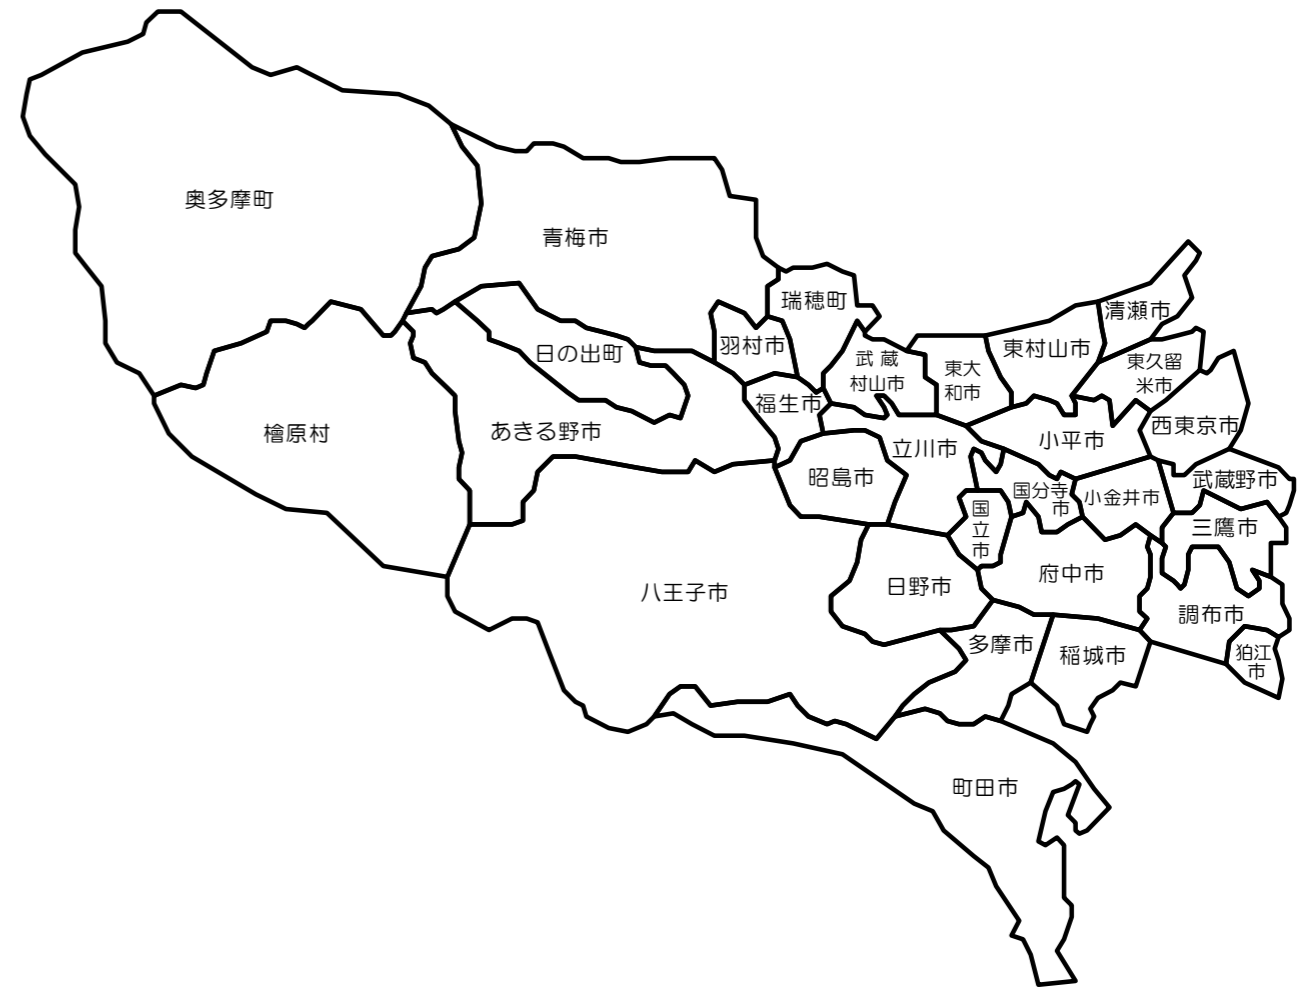 奥多摩町
青梅市
瑞穂町
清瀬市
羽村市
日の出町
武 蔵
村山市
東大
和市
東村山市
東久留
米市
檜原村
あきる野市
福生市
立川市
小平市
西東京市
昭島市
国分寺
市
小金井市
武蔵野市
国
立
市
三鷹市
八王子市
日野市
府中市
調布市
多摩市
稲城市
狛江
市
町田市